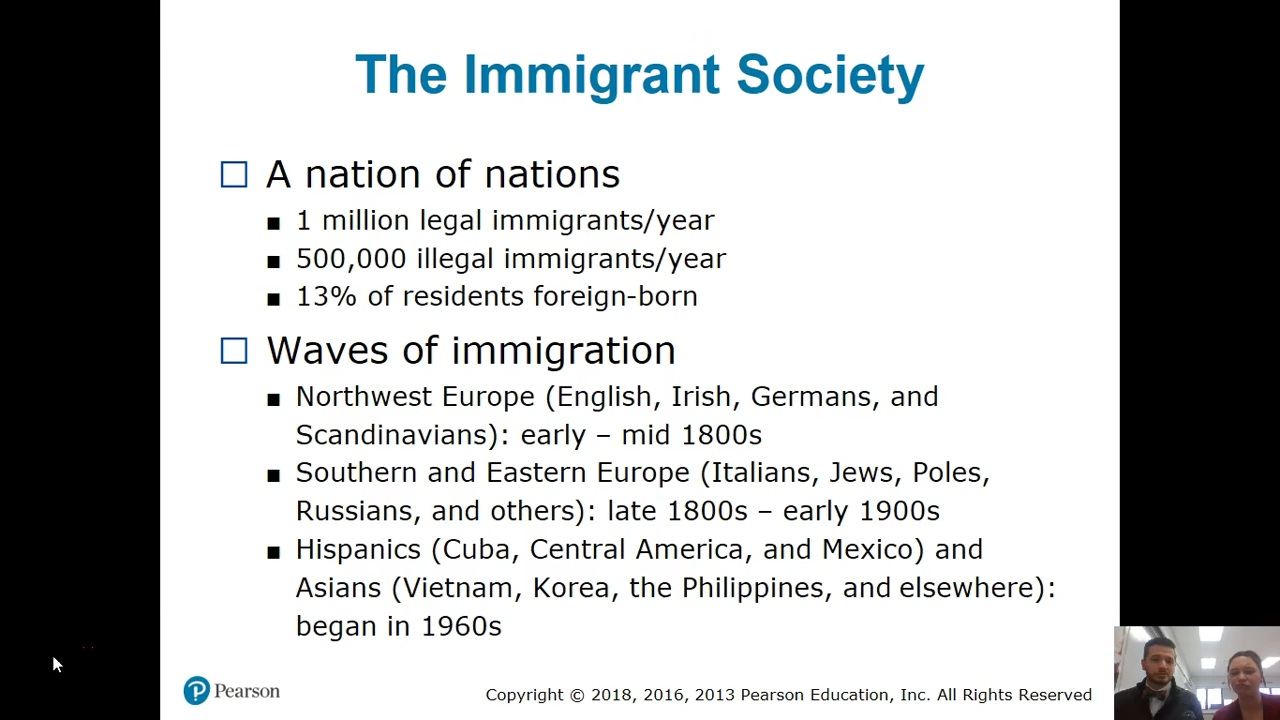 The Immigrant Society
A nation of nations
1 million legal immigrants/year
500,000 illegal immigrants/year
13% of residents foreign-born
Waves of immigration
Northwest Europe (English, Irish, Germans, and
Scandinavians): early – mid 1800s
Southern and Eastern Europe (Italians, Jews, Poles,
Russians, and others): late 1800s – early 1900s
Hispanics (Cuba, Central America, and Mexico) and
Asians (Vietnam, Korea, the Philippines, and elsewhere):
began in 1960s
P Pearson
Copyright © 2018, 2016, 2013 Pearson Education, Inc. All Rights Reserved